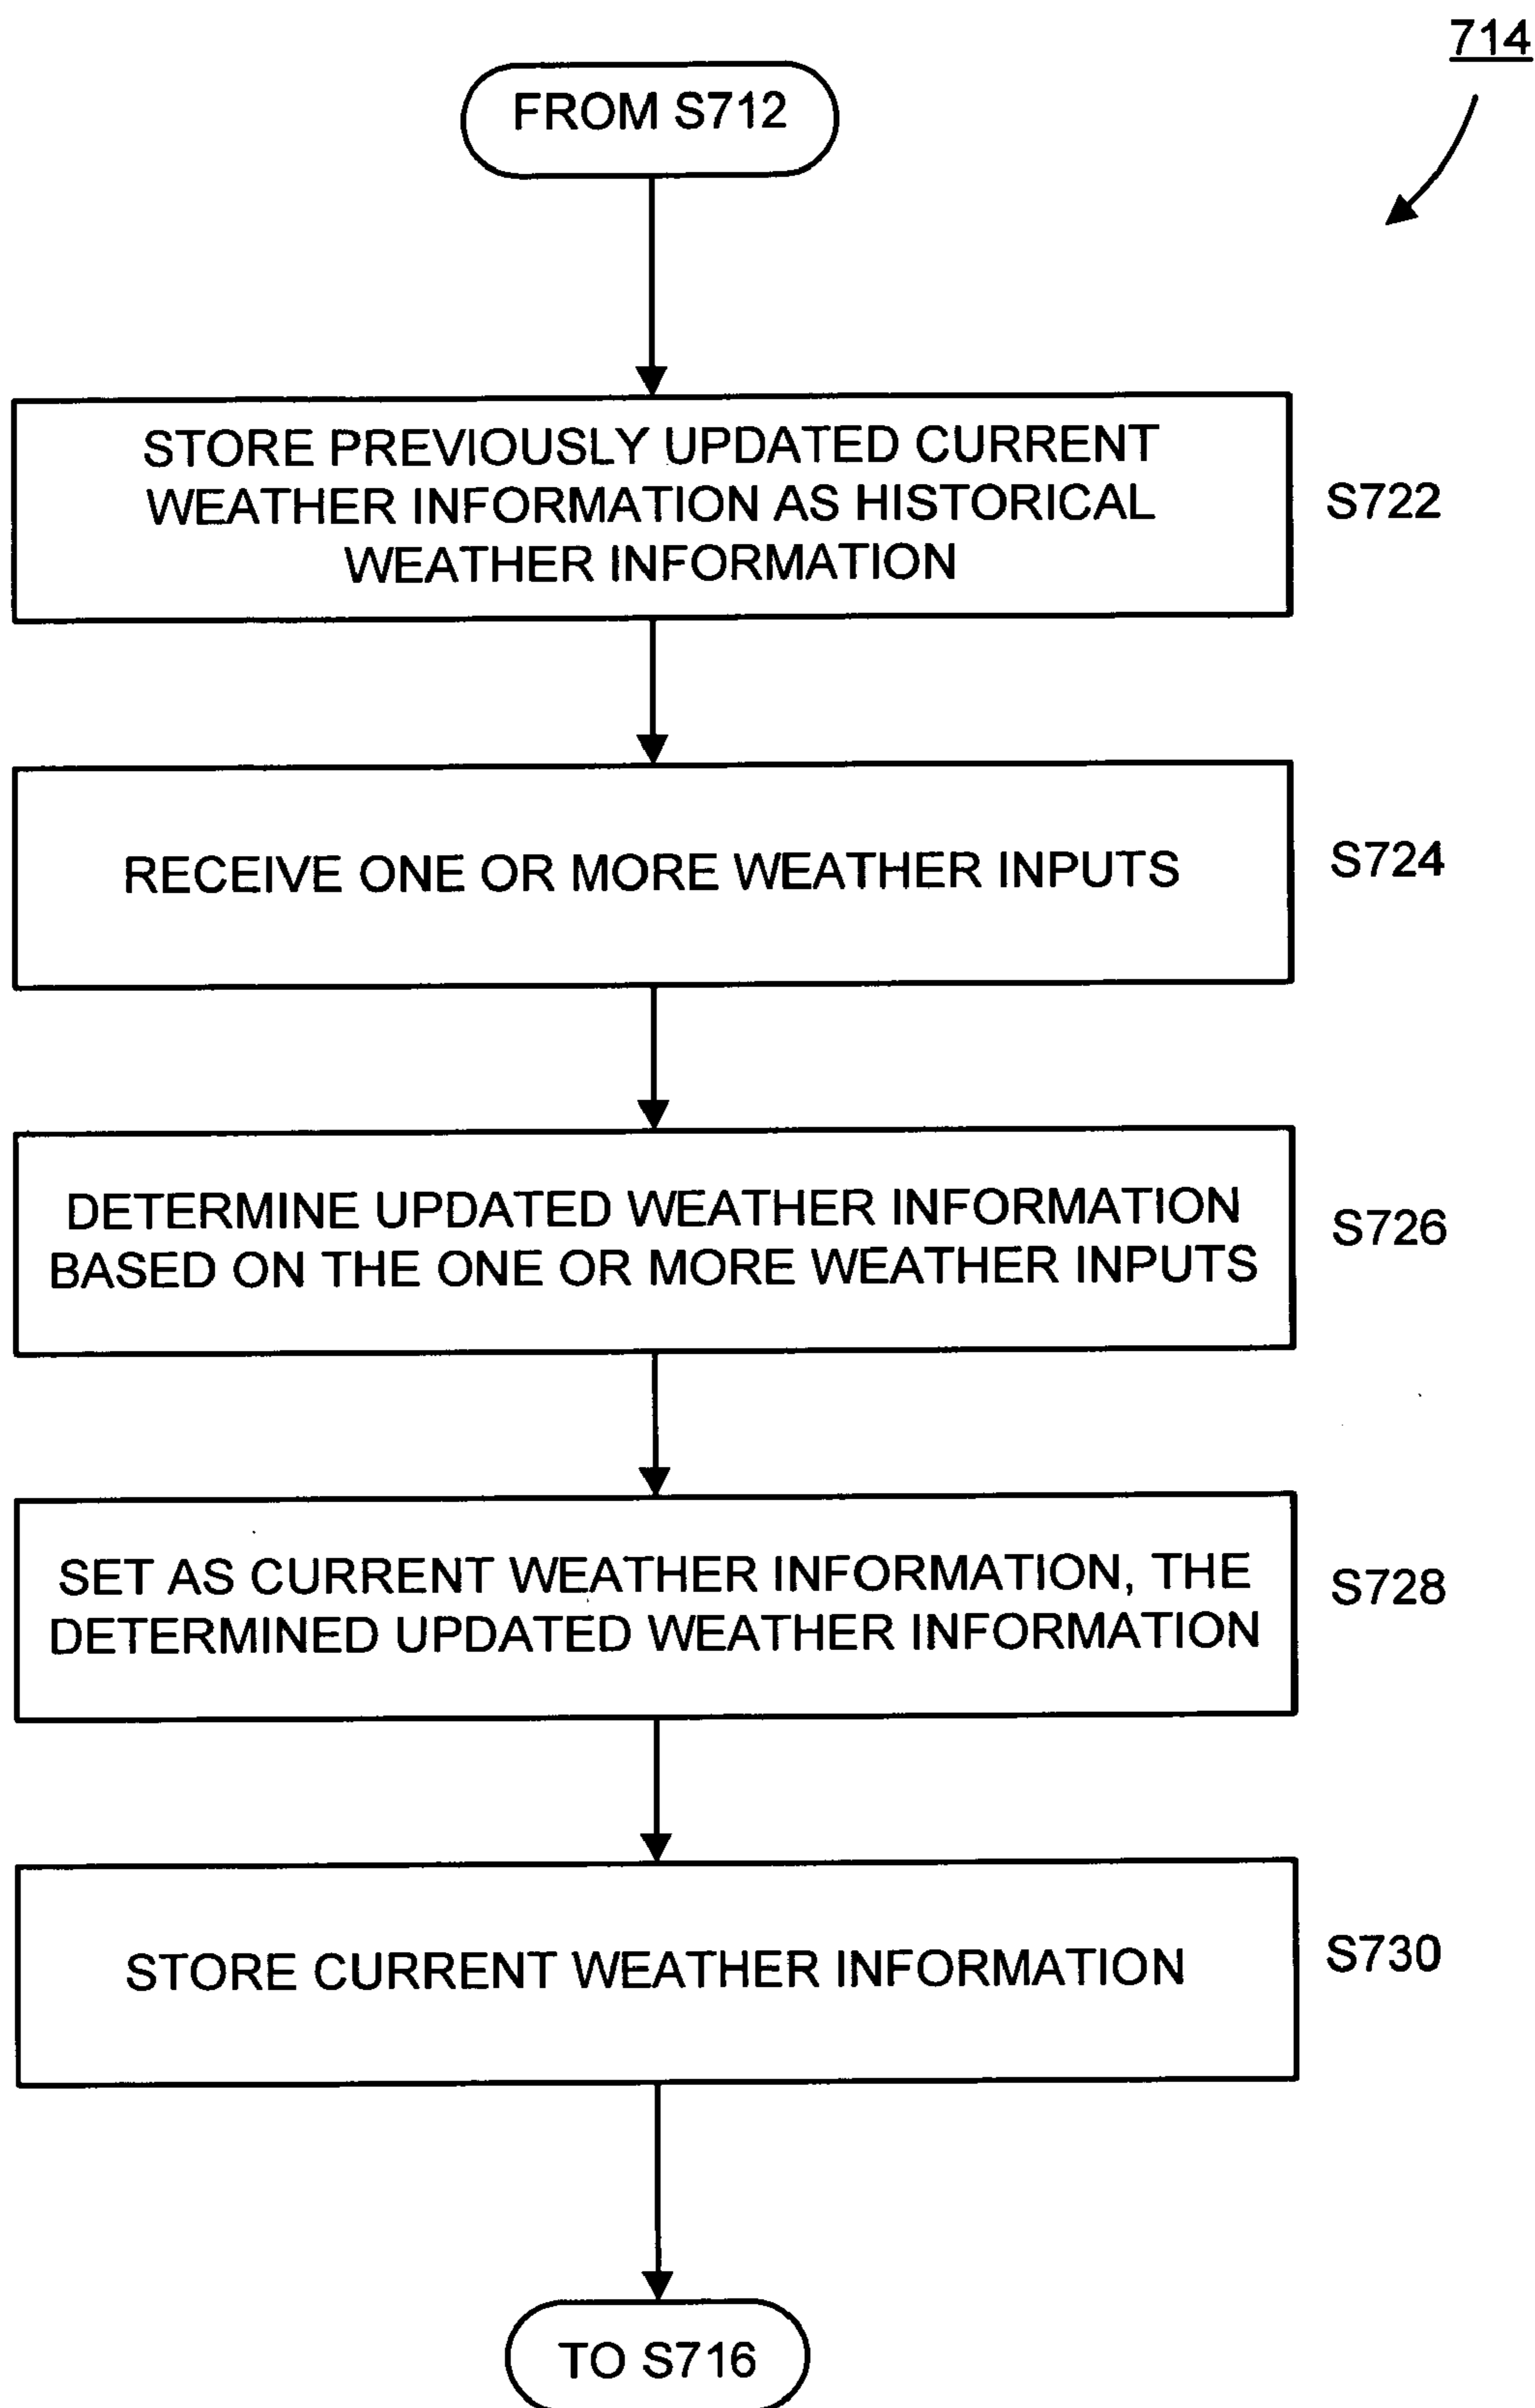 714
FROM S712
STORE PREVIOUSLY UPDATED CURRENT
WEATHER INFORMATION AS HISTORICAL
WEATHER INFORMATION
S722
RECEIVE ONE OR MORE WEATHER INPUTS
S724
DETERMINE UPDATED WEATHER INFORMATION
BASED ON THE ONE OR MORE WEATHER INPUTS
S726
SET AS CURRENT WEATHER INFORMATION, THE
DETERMINED UPDATED WEATHER INFORMATION
S728
STORE CURRENT WEATHER INFORMATION
S730
TO S716